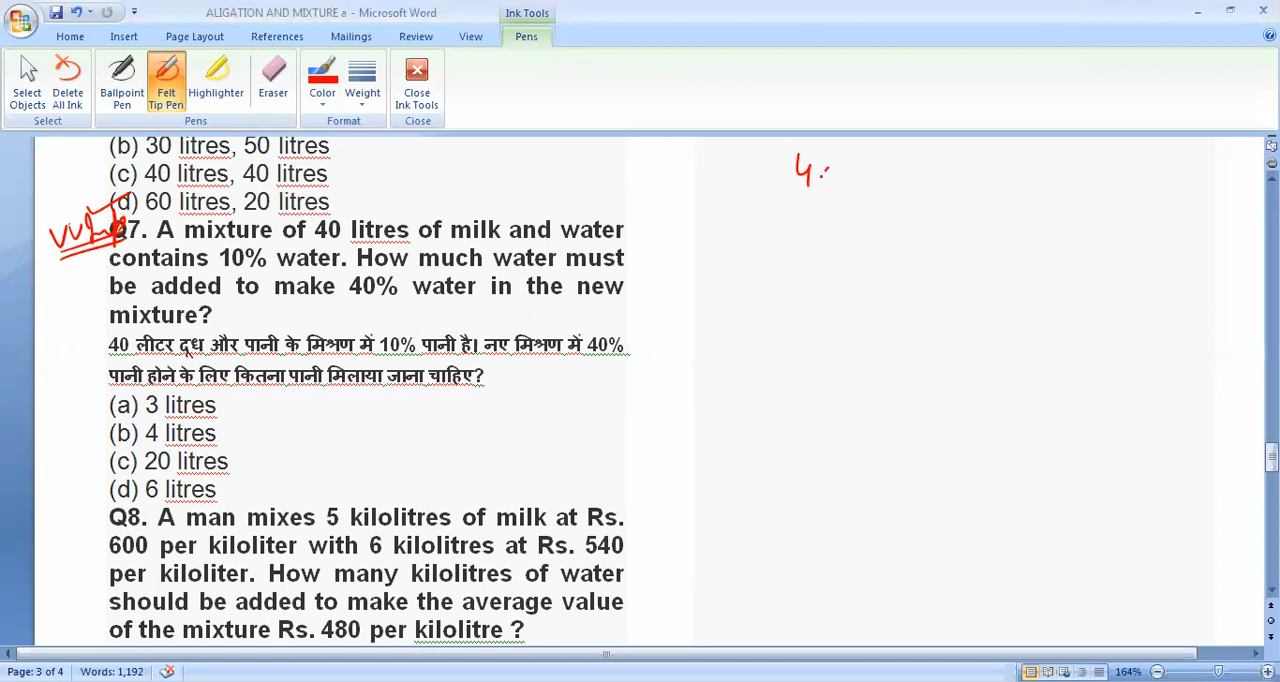 ALIGATION AND MIXTURE a - Microsoft Word
Ink Tools
Home Insert Page Layout References Mailings Review View Pens
Select Objects
Delete All Ink
Ballpoint Pen
Felt Tip Pen
Highlighter
Eraser
Color
Weight
Close Ink Tools
Select Pens Format Close
(b) 30 litres, 50 litres
(c) 40 litres, 40 litres
(d) 60 litres, 20 litres
4
Q7. A mixture of 40 litres of milk and water
contains 10% water. How much water must
be added to make 40% water in the new
mixture?
40 लीटर दूध और पानी के मिश्रण में 10% पानी है। नए मिश्रण में 40%
पानी होने के लिए कितना पानी मिलाया जाना चाहिए?
(a) 3 litres
(b) 4 litres
(c) 20 litres
(d) 6 litres
Q8. A man mixes 5 kilolitres of milk at Rs.
600 per kiloliter with 6 kilolitres at Rs. 540
per kiloliter. How many kilolitres of water
should be added to make the average value
of the mixture Rs. 480 per kilolitre ?
Page: 3 of 4 Words: 1,192 164%